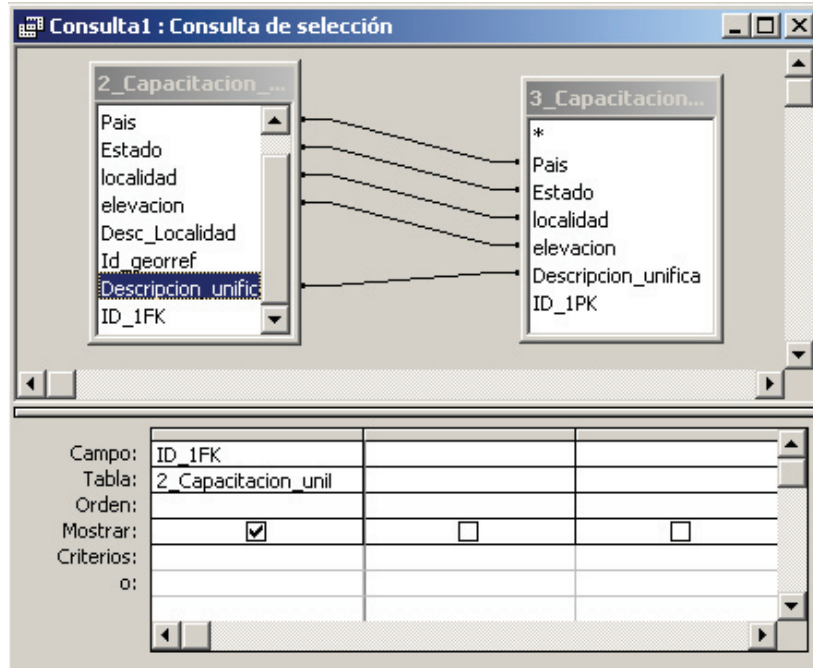 Consulta1 : Consulta de selección
2_Capacitacion_...
Pais
Estado
localidad
elevacion
Desc_Localidad
Id_georref
Descripcion_unific
ID_1FK
3_Capacitacion...
*
Pais
Estado
localidad
elevacion
Descripcion_unifica
ID_1PK
Campo: ID_1FK
Tabla: 2_Capacitacion_unil
Orden:
Mostrar:
Criterios:
o: